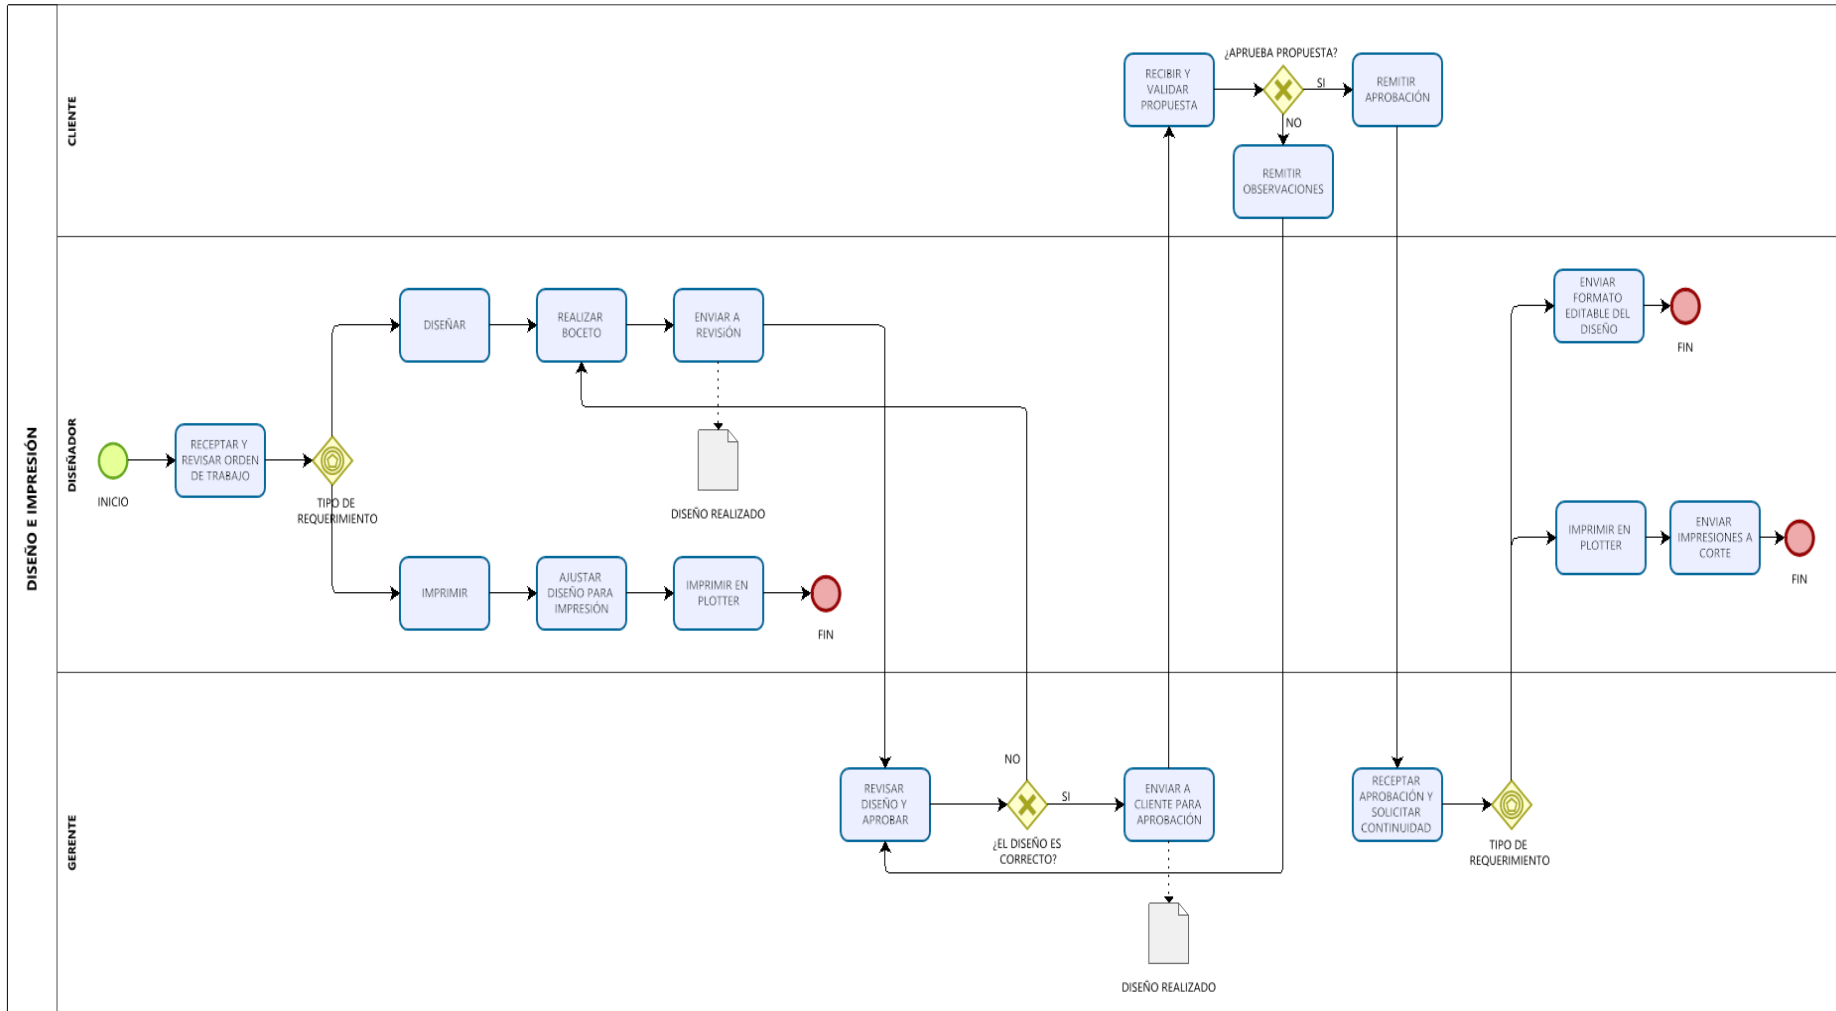 DISEÑO E IMPRESIÓN
CLIENTE
RECIBIR Y
VALIDAR
PROPUESTA
¿APRUEBA PROPUESTA?
SI
NO
REMITIR
APROBACIÓN
REMITIR
OBSERVACIONES
DISEÑADOR
INICIO
RECEPTAR Y
REVISAR ORDEN
DE TRABAJO
TIPO DE
REQUERIMIENTO
DISEÑAR
REALIZAR
BOCETO
ENVIAR A
REVISIÓN
DISEÑO REALIZADO
IMPRIMIR
AJUSTAR
DISEÑO PARA
IMPRESIÓN
IMPRIMIR EN
PLOTTER
FIN
ENVIAR
FORMATO
EDITABLE DEL
DISEÑO
FIN
IMPRIMIR EN
PLOTTER
ENVIAR
IMPRESIONES A
CORTE
FIN
GERENTE
REVISAR
DISEÑO Y
APROBAR
NO
SI
¿EL DISEÑO ES
CORRECTO?
ENVIAR A
CLIENTE PARA
APROBACIÓN
DISEÑO REALIZADO
RECEPTAR
APROBACIÓN Y
SOLICITAR
CONTINUIDAD
TIPO DE
REQUERIMIENTO